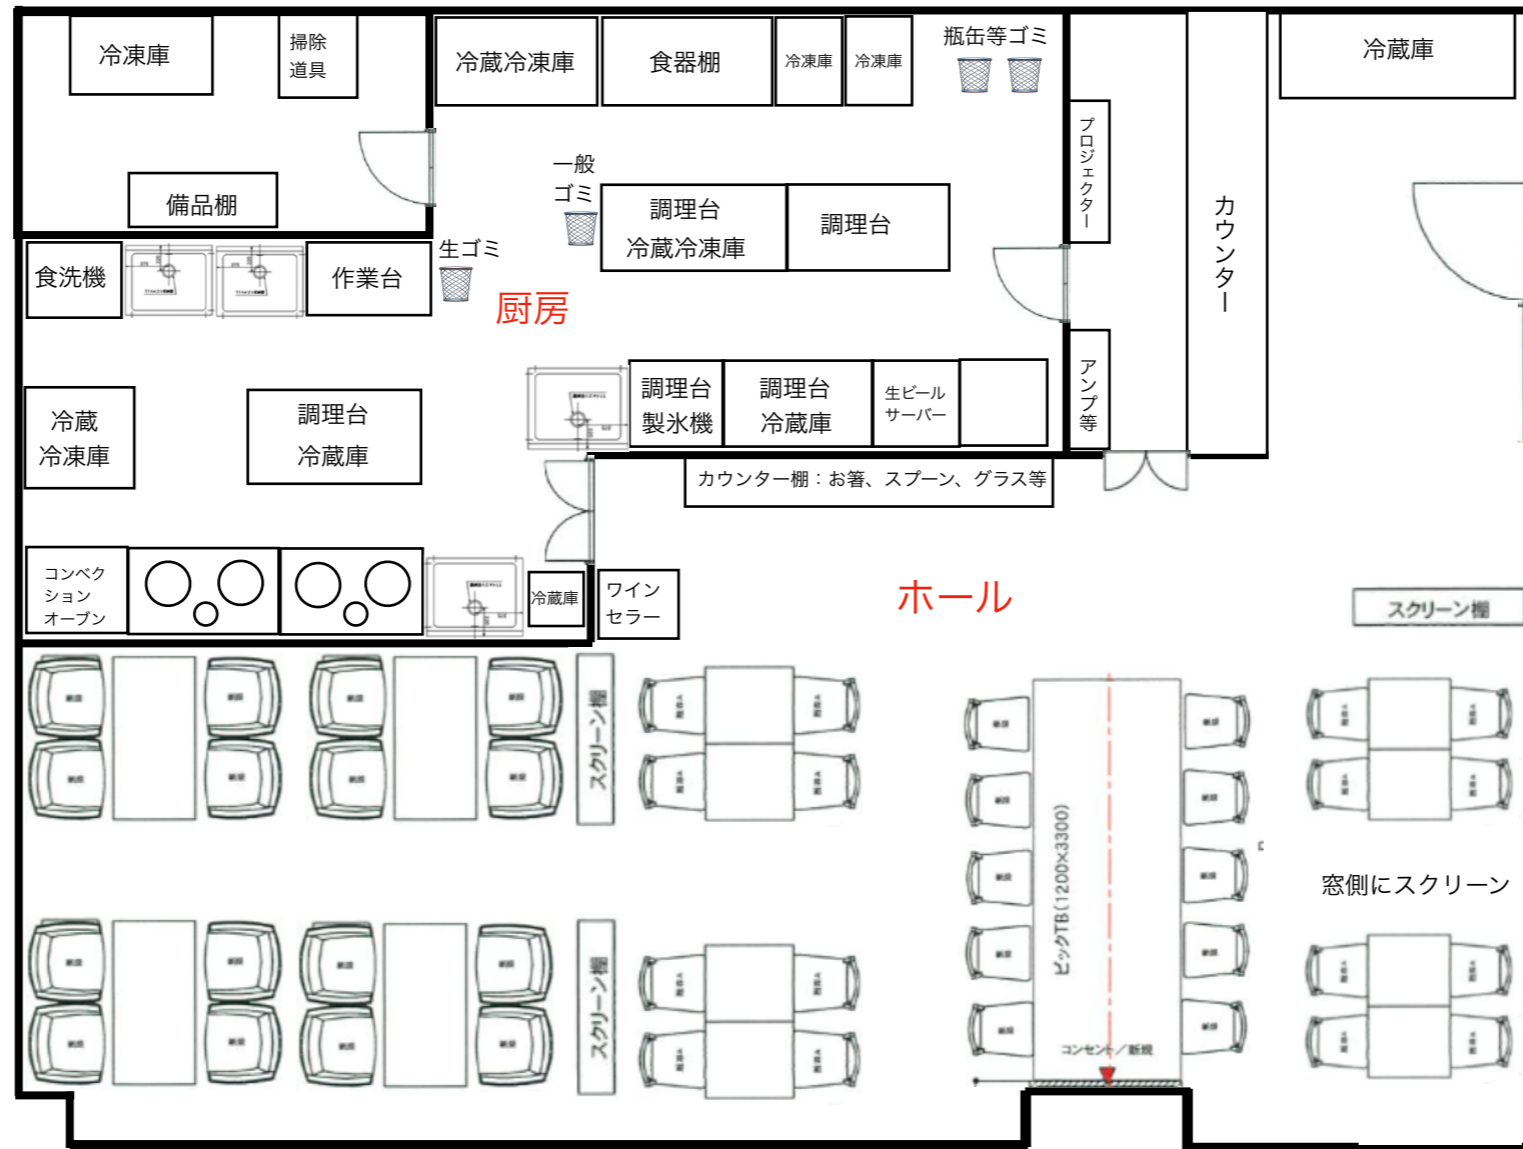 冷凍庫
掃除
道具
備品棚
冷蔵冷凍庫
食器棚
冷凍庫
冷凍庫
瓶缶等ゴミ
冷蔵庫
プロジェクター
カウンター
一般
ゴミ
調理台
冷蔵冷凍庫
調理台
食洗機
作業台
生ゴミ
厨房
アンプ等
冷蔵
冷凍庫
調理台
冷蔵庫
調理台
製氷機
調理台
冷蔵庫
生ビール
サーバー
カウンター棚：お箸、スプーン、グラス等
コンベク
ション
オーブン
冷蔵庫
ワイン
セラー
ホール
スクリーン棚
スクリーン棚
スクリーン棚
ビックTB(1200×3300)
コンセント／新規
窓側にスクリーン